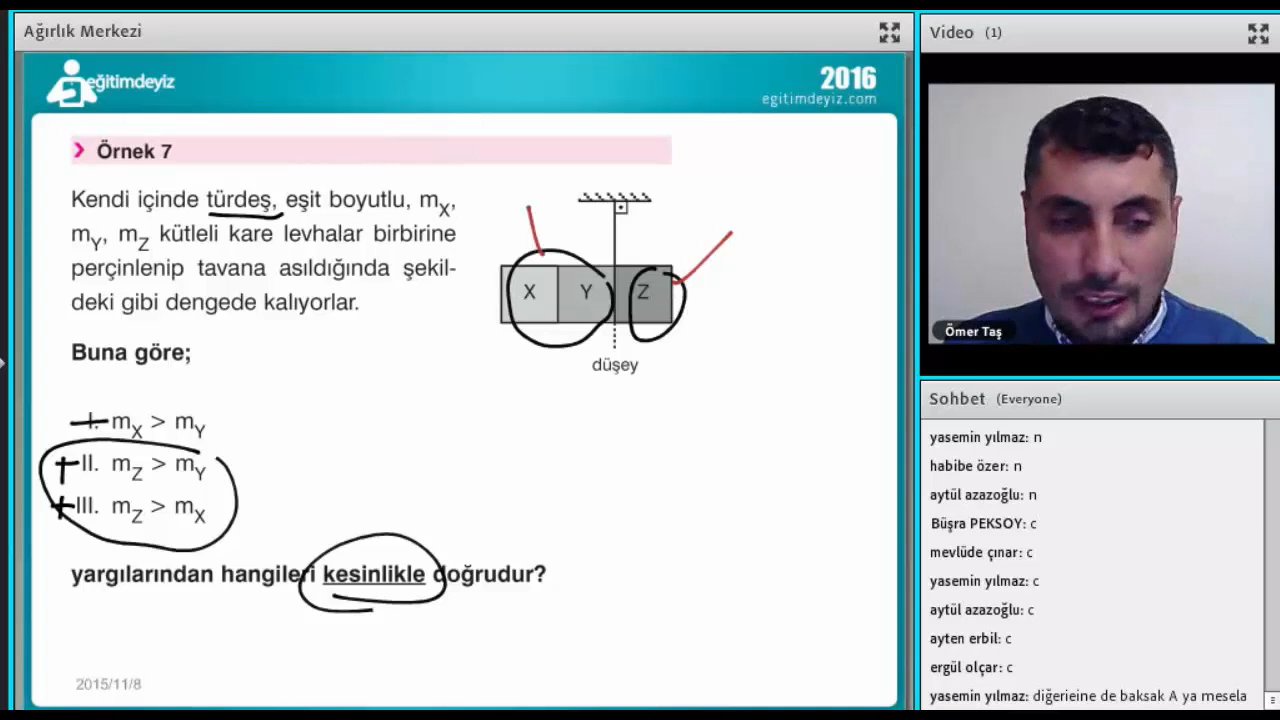 Ağırlık Merkezi
eğitimdeyiz
2016
egitimdeyiz.com
Örnek 7
Kendi içinde türdeş, eşit boyutlu, mX,
mY, mZ kütleli kare levhalar birbirine
perçinlenip tavana asıldığında şekil-
deki gibi dengede kalıyorlar.
X Y Z
düşey
Buna göre;
I. mX > mY
II. mZ > mY
III. mZ > mX
yargılarından hangileri kesinlikle doğrudur?
2015/11/8
Video (1)
Ömer Taş
Sohbet (Everyone)
yasemin yılmaz: n
habibe özer: n
aytül azazoğlu: n
Büşra PEKSOY: c
mevlüde çınar: c
yasemin yılmaz: c
aytül azazoğlu: c
ayten erbil: c
ergül olçar: c
yasemin yılmaz: diğerieine de baksak A ya mesela